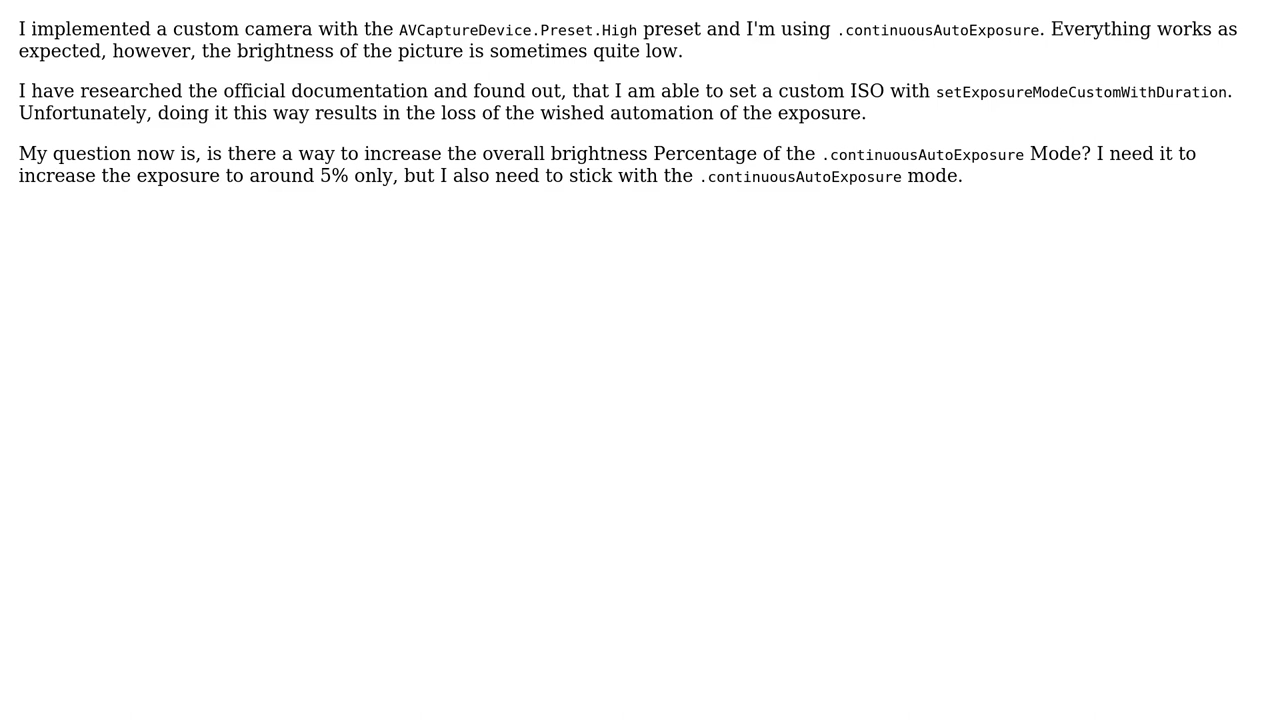 I implemented a custom camera with the AVCaptureDevice.Preset.High preset and I'm using .continuousAutoExposure. Everything works as
expected, however, the brightness of the picture is sometimes quite low.
I have researched the official documentation and found out, that I am able to set a custom ISO with setExposureModeCustomWithDuration.
Unfortunately, doing it this way results in the loss of the wished automation of the exposure.
My question now is, is there a way to increase the overall brightness Percentage of the .continuousAutoExposure Mode? I need it to
increase the exposure to around 5% only, but I also need to stick with the .continuousAutoExposure mode.